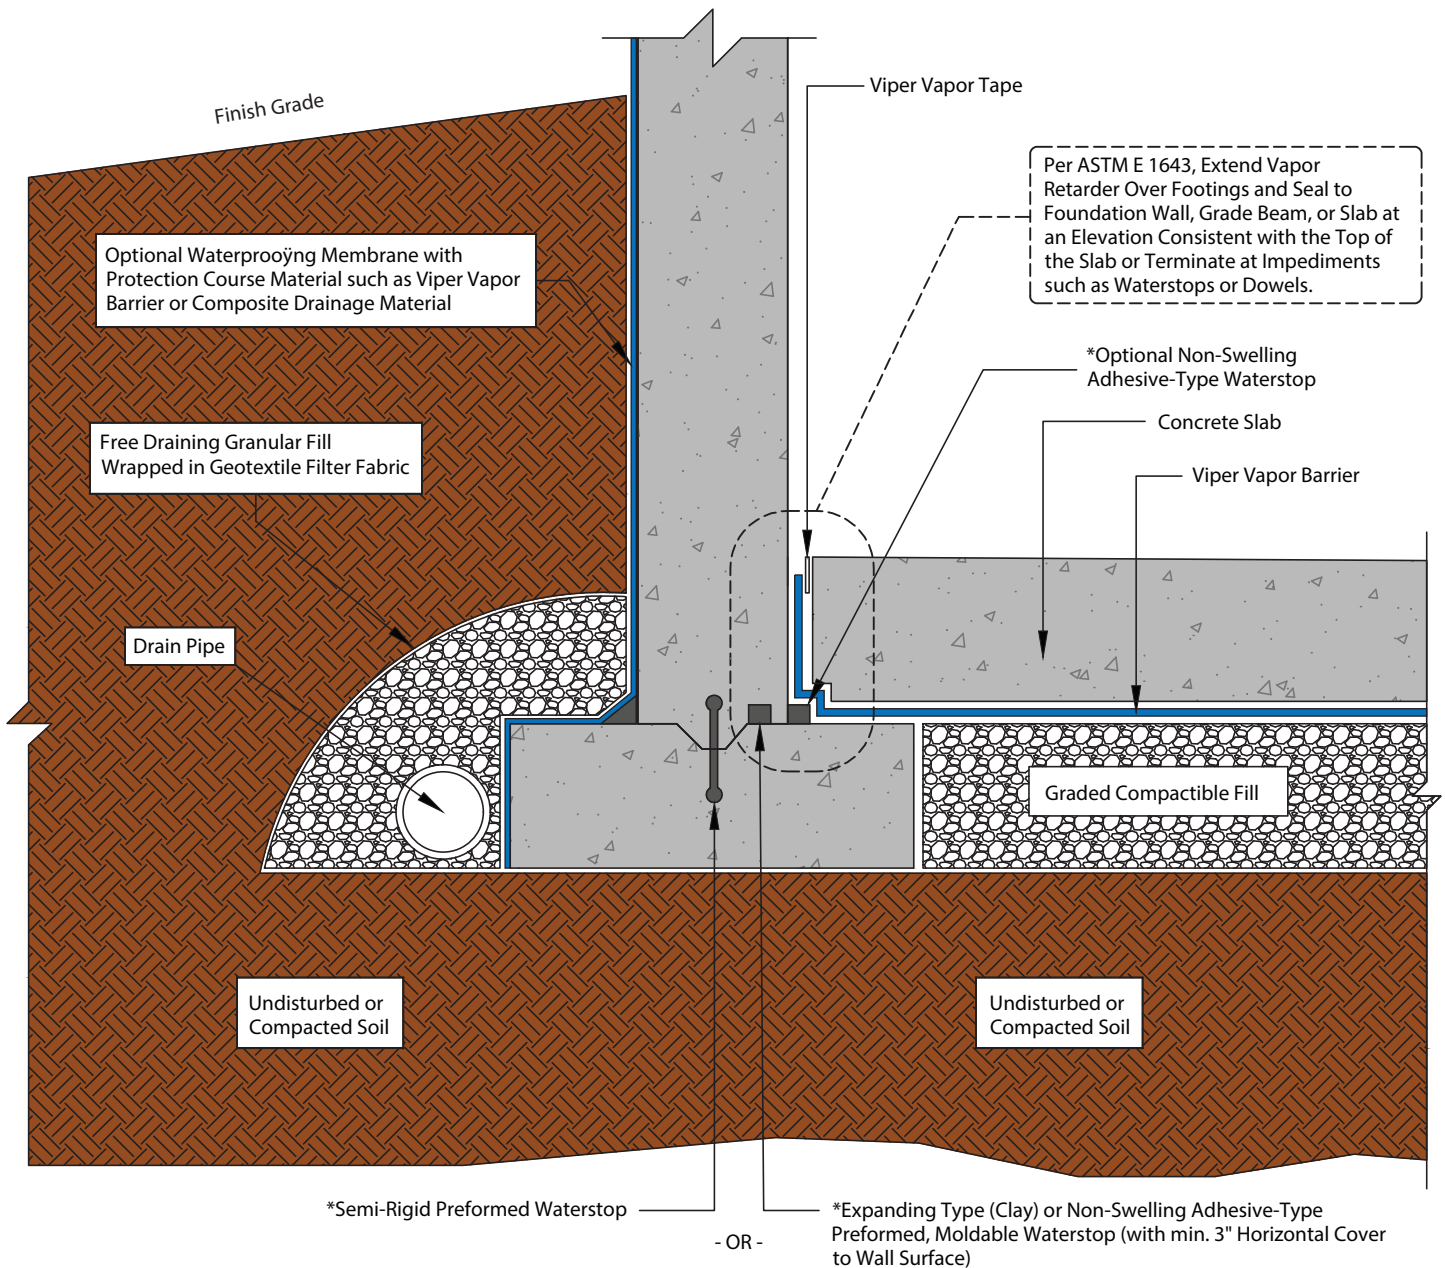 Finish Grade
Viper Vapor Tape
Per ASTM E 1643, Extend Vapor
Retarder Over Footings and Seal to
Foundation Wall, Grade Beam, or Slab at
an Elevation Consistent with the Top of
the Slab or Terminate at Impediments
such as Waterstops or Dowels.
Optional Waterprooÿng Membrane with
Protection Course Material such as Viper Vapor
Barrier or Composite Drainage Material
*Optional Non-Swelling
Adhesive-Type Waterstop
Concrete Slab
Free Draining Granular Fill
Wrapped in Geotextile Filter Fabric
Viper Vapor Barrier
Drain Pipe
Graded Compactible Fill
Undisturbed or
Compacted Soil
Undisturbed or
Compacted Soil
*Semi-Rigid Preformed Waterstop
- OR -
*Expanding Type (Clay) or Non-Swelling Adhesive-Type
Preformed, Moldable Waterstop (with min. 3" Horizontal Cover
to Wall Surface)